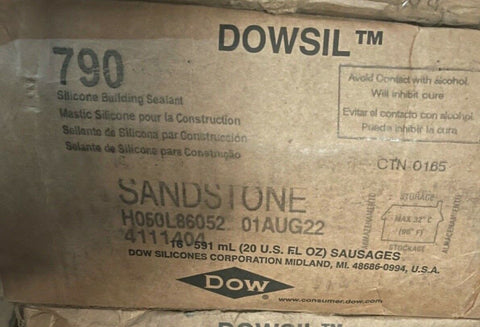 DOWSIL™
790
Silicone Building Sealant
Mastic Silicone pour la Construction
Sellante de Silicona par Construcción
Selante de Silicone para Construção
Avoid Contact with alcohol
Will inhibit cure
Evitar el contacto con alcohol
Puede inhibir la cura
CTN 0165
SANDSTONE
H060L86052 01AUG22
4111404
16 - 591 mL (20 U.S. FL OZ) SAUSAGES
DOW SILICONES CORPORATION MIDLAND, MI. 48686-0994, U.S.A.
STORAGE
ALMACENAMIENTO
MAX 32° C
(90° F)
STOCKAGE
DOW
www.consumer.dow.com
DOWSIL™